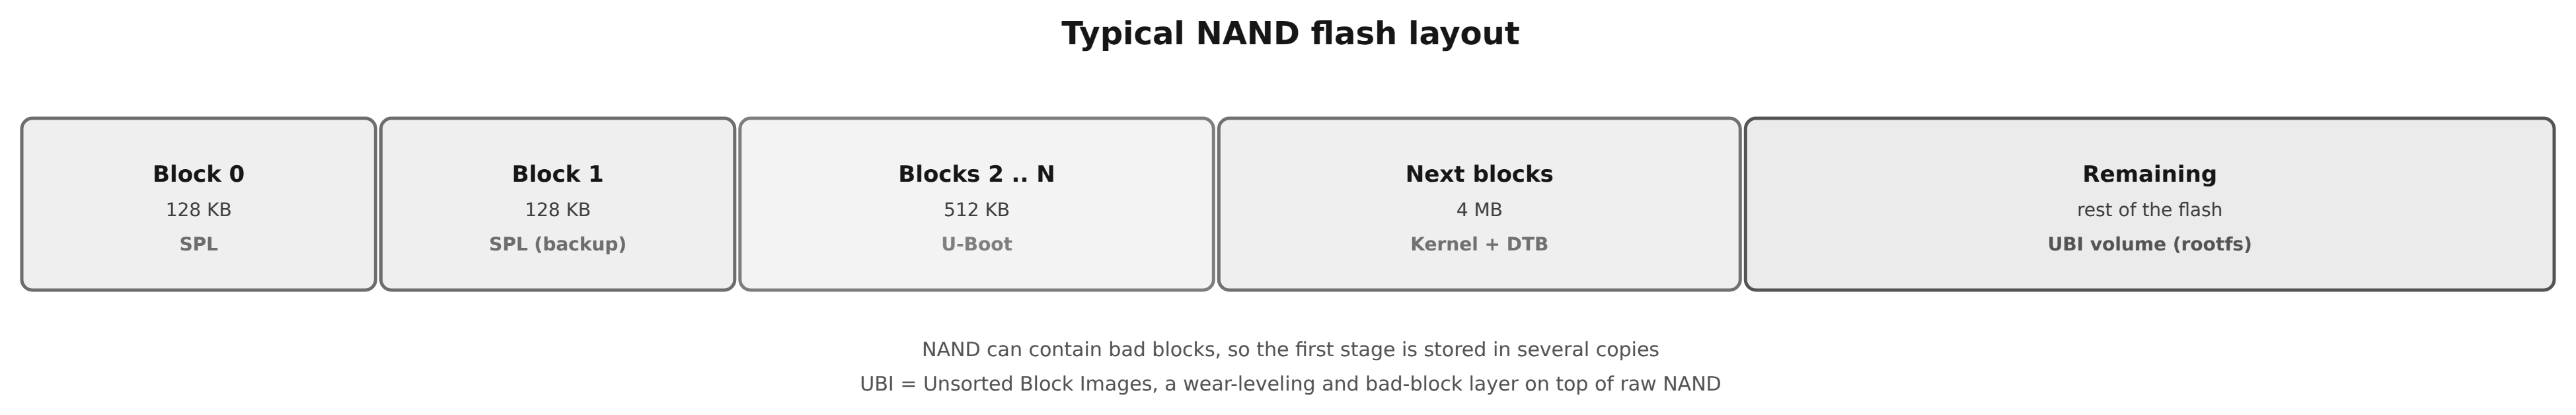 Typical NAND flash layout
Block 0
128 KB
SPL
Block 1
128 KB
SPL (backup)
Blocks 2 .. N
512 KB
U-Boot
Next blocks
4 MB
Kernel + DTB
Remaining
rest of the flash
UBI volume (rootfs)
NAND can contain bad blocks, so the first stage is stored in several copies
UBI = Unsorted Block Images, a wear-leveling and bad-block layer on top of raw NAND